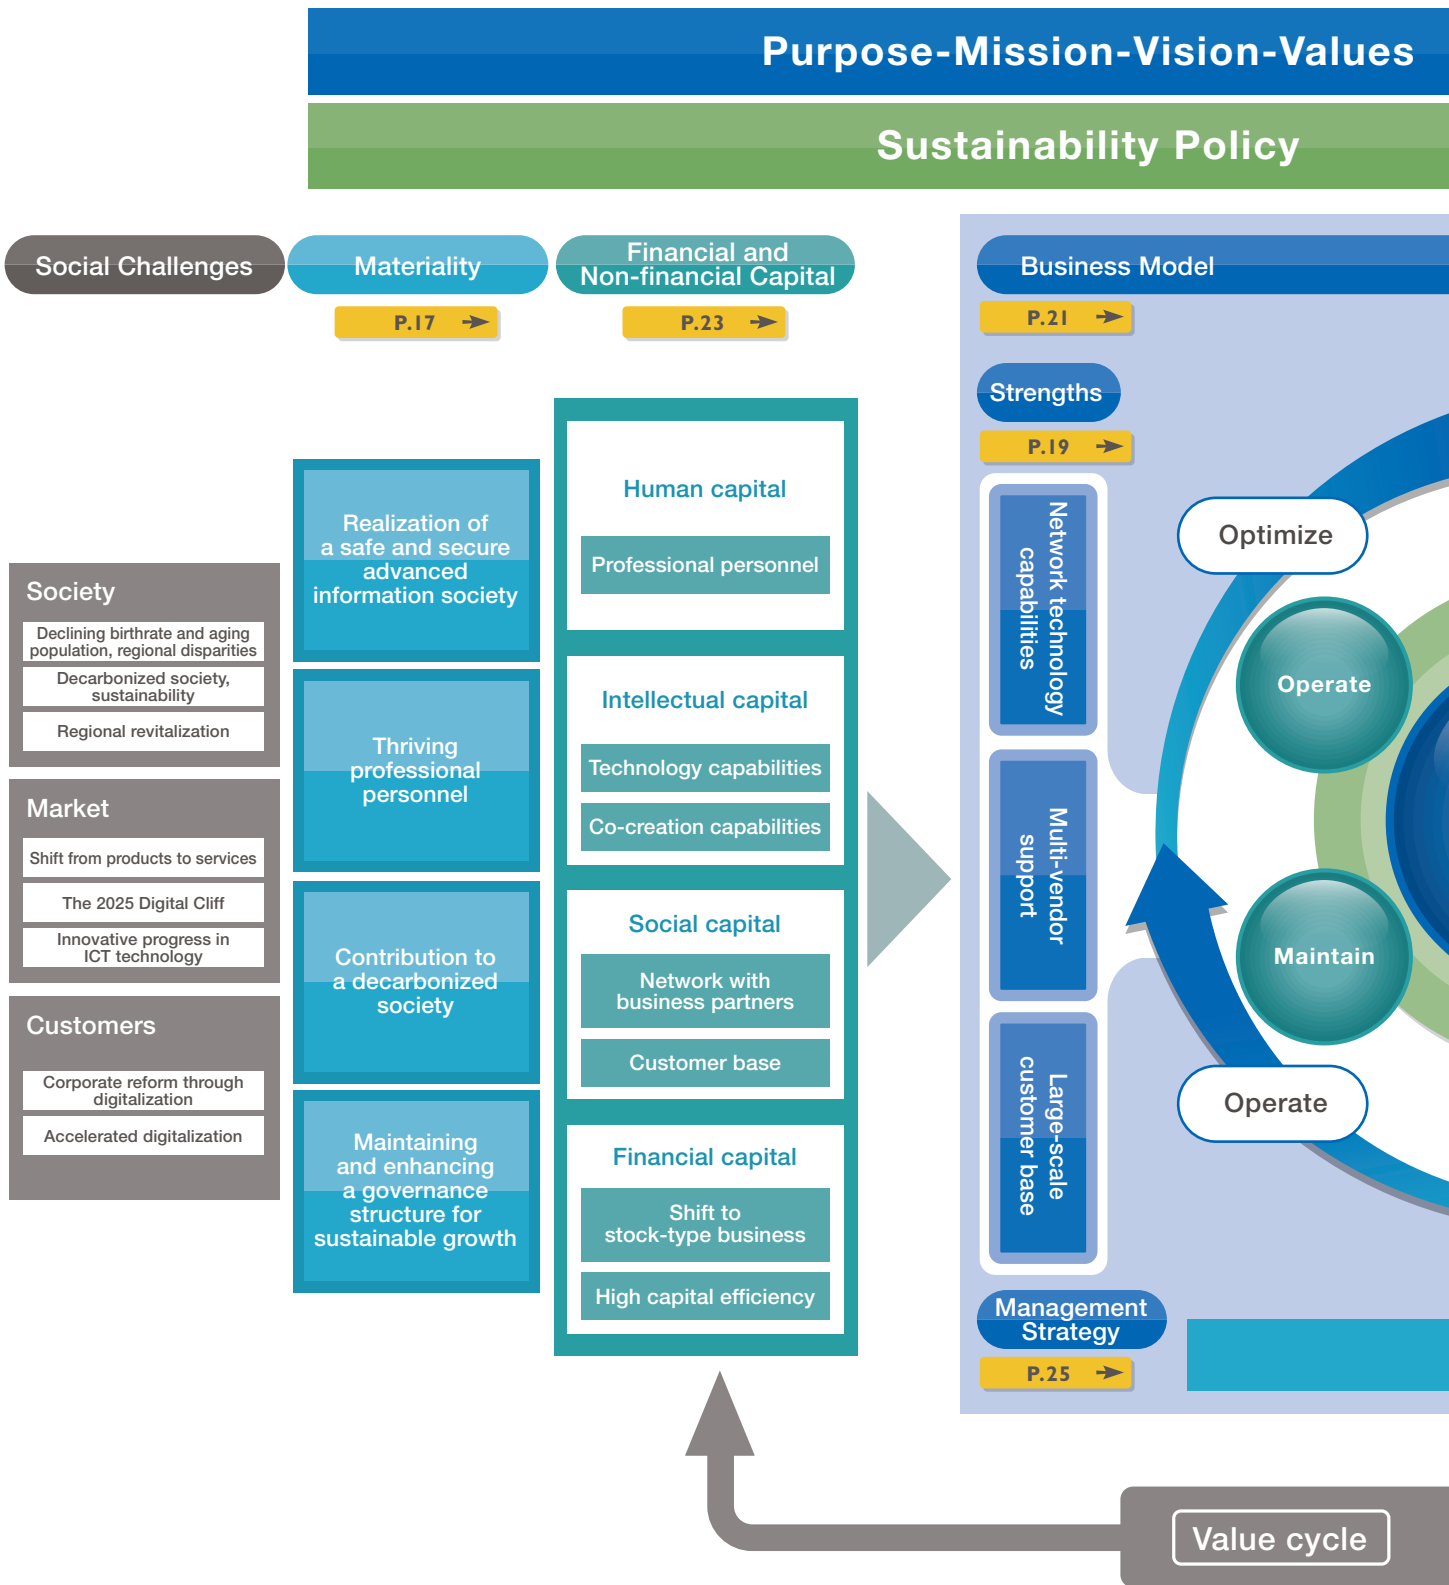 Purpose-Mission-Vision-Values
Sustainability Policy
Social Challenges
Materiality
P.17
Financial and
Non-financial Capital
P.23
Business Model
P.21
Strengths
P.19
Society
Declining birthrate and aging
population, regional disparities
Decarbonized society,
sustainability
Regional revitalization
Market
Shift from products to services
The 2025 Digital Cliff
Innovative progress in
ICT technology
Customers
Corporate reform through
digitalization
Accelerated digitalization
Realization of
a safe and secure
advanced
information society
Thriving
professional
personnel
Contribution to
a decarbonized
society
Maintaining
and enhancing
a governance
structure for
sustainable growth
Human capital
Professional personnel
Intellectual capital
Technology capabilities
Co-creation capabilities
Social capital
Network with
business partners
Customer base
Financial capital
Shift to
stock-type business
High capital efficiency
Network technology
capabilities
Multi-vendor
support
Large-scale
customer base
Optimize
Operate
Maintain
Operate
Management
Strategy
P.25
Value cycle